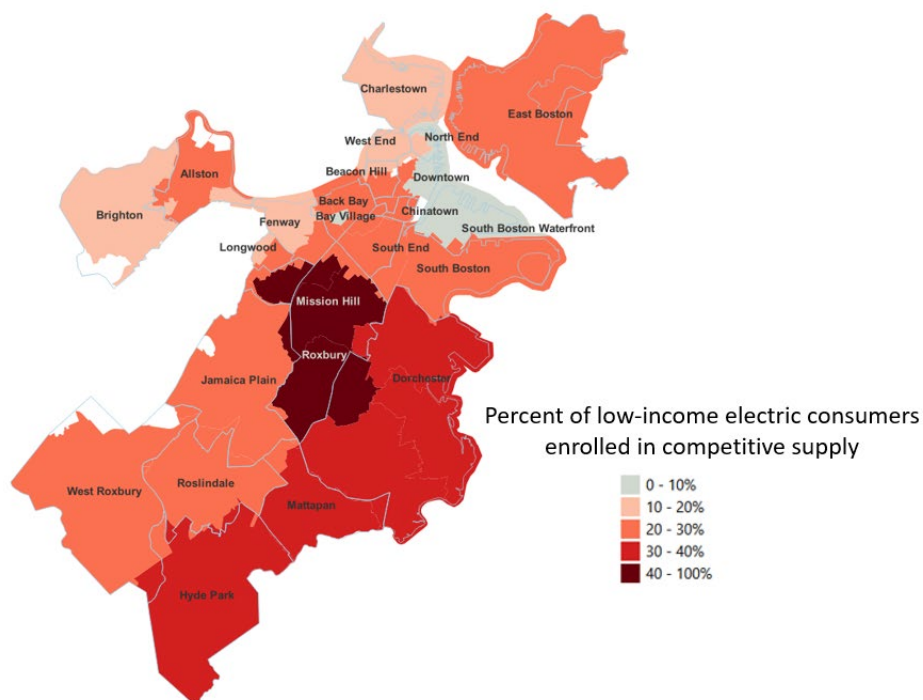 Charlestown
East Boston
West End
North End
Allston
Beacon Hill
Downtown
Back Bay
Brighton
Bay Village
Chinatown
Fenway
South Boston Waterfront
Longwood
South End
South Boston
Mission Hill
Roxbury
Jamaica Plain
Dorchester
Percent of low-income electric consumers
enrolled in competitive supply
0 - 10%
10 - 20%
20 - 30%
30 - 40%
40 - 100%
West Roxbury
Roslindale
Mattapan
Hyde Park